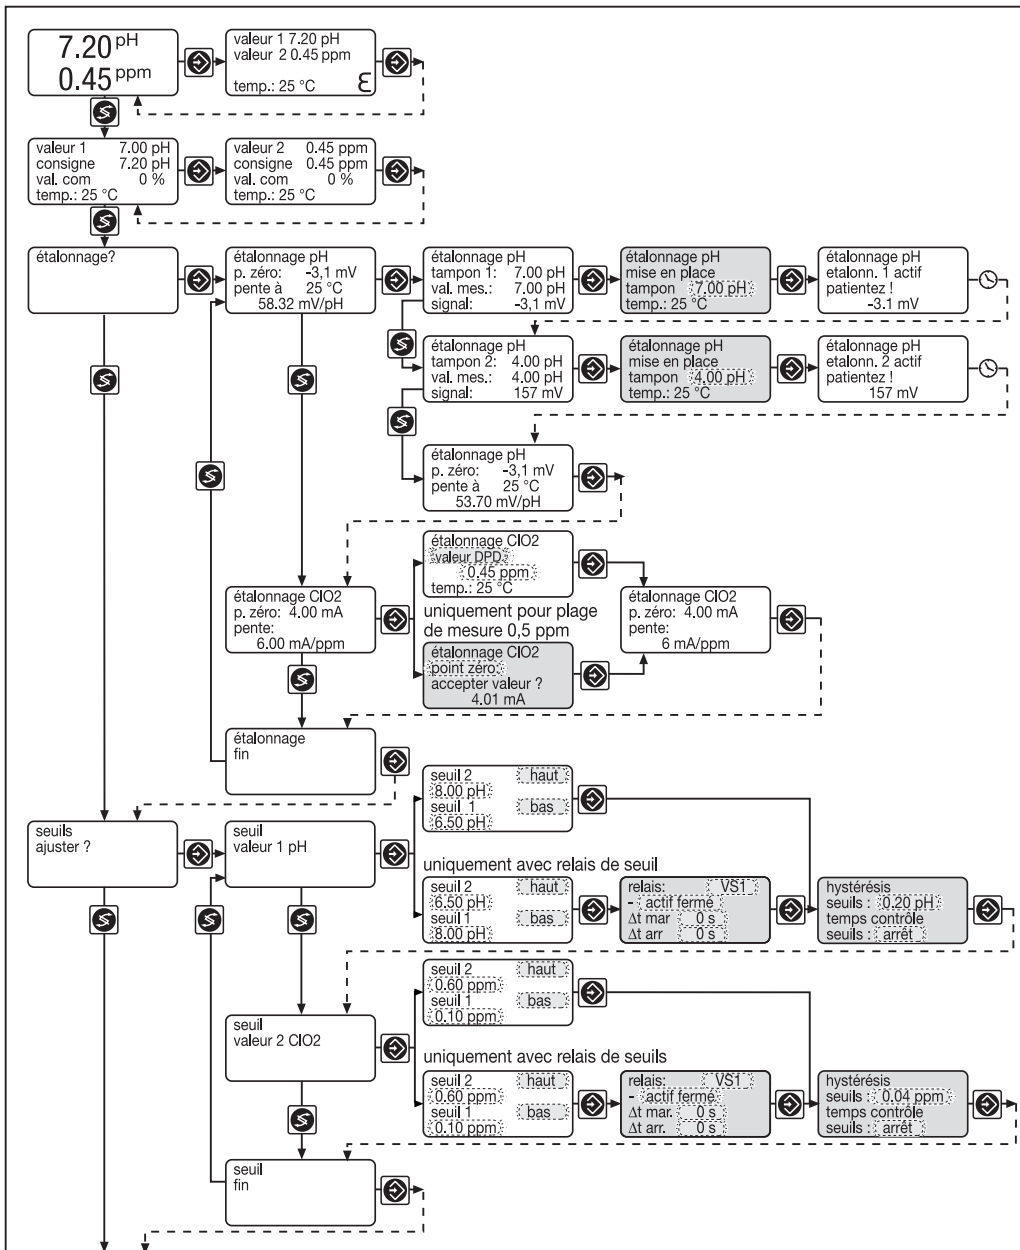 7.20 pH
0.45 ppm
valeur 1 7.20 pH
valeur 2 0.45 ppm
temp.: 25 °C
ε
valeur 1 7.00 pH
consigne 7.20 pH
val. com 0 %
temp.: 25 °C
valeur 2 0.45 ppm
consigne 0.45 ppm
val. com 0 %
temp.: 25 °C
étalonnage?
étalonnage pH
p. zéro: -3,1 mV
pente à 25 °C
58.32 mV/pH
étalonnage pH
tampon 1: 7.00 pH
val. mes.: 7.00 pH
signal: -3,1 mV
étalonnage pH
mise en place
tampon 7.00 pH
temp.: 25 °C
étalonnage pH
etalonn. 1 actif
patientez !
-3.1 mV
étalonnage pH
tampon 2: 4.00 pH
val. mes.: 4.00 pH
signal: 157 mV
étalonnage pH
mise en place
tampon 4.00 pH
temp.: 25 °C
étalonnage pH
etalonn. 2 actif
patientez !
157 mV
étalonnage pH
p. zéro: -3,1 mV
pente à 25 °C
53.70 mV/pH
étalonnage ClO2
valeur DPD
0.45 ppm
temp.: 25 °C
étalonnage ClO2
p. zéro: 4.00 mA
pente:
6.00 mA/ppm
uniquement pour plage
de mesure 0,5 ppm
étalonnage ClO2
point zéro:
accepter valeur ?
4.01 mA
étalonnage ClO2
p. zéro: 4.00 mA
pente:
6 mA/ppm
étalonnage
fin
seuils
ajuster ?
seuil
valeur 1 pH
seuil 2 haut
8.00 pH
seuil 1 bas
6.50 pH
uniquement avec relais de seuil
seuil 2 haut
6.50 pH
seuil 1 bas
8.00 pH
relais: VS1
- actif fermé
Δt mar 0 s
Δt arr 0 s
hystérésis
seuils : 0.20 pH
temps contrôle
seuils : arrêt
seuil
valeur 2 ClO2
seuil 2 haut
0.60 ppm
seuil 1 bas
0.10 ppm
uniquement avec relais de seuils
seuil 2 haut
0.60 ppm
seuil 1 bas
0.10 ppm
relais: VS1
- actif fermé
Δt mar. 0 s
Δt arr. 0 s
hystérésis
seuils : 0.04 ppm
temps contrôle
seuils : arrêt
seuil
fin